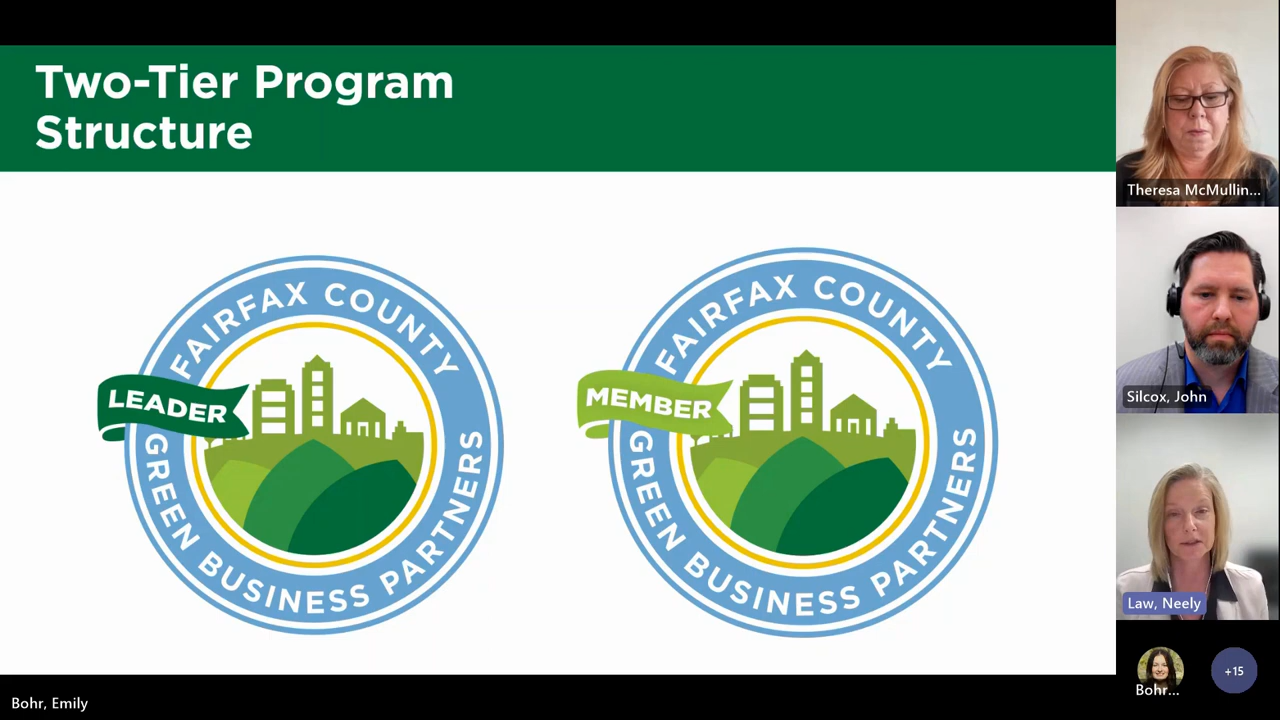 Two-Tier Program
Structure
FAIRFAX COUNTY
LEADER
GREEN BUSINESS PARTNERS
FAIRFAX COUNTY
MEMBER
GREEN BUSINESS PARTNERS
Theresa McMullin...
Silcox, John
Law, Neely
Bohr...
+15
Bohr, Emily